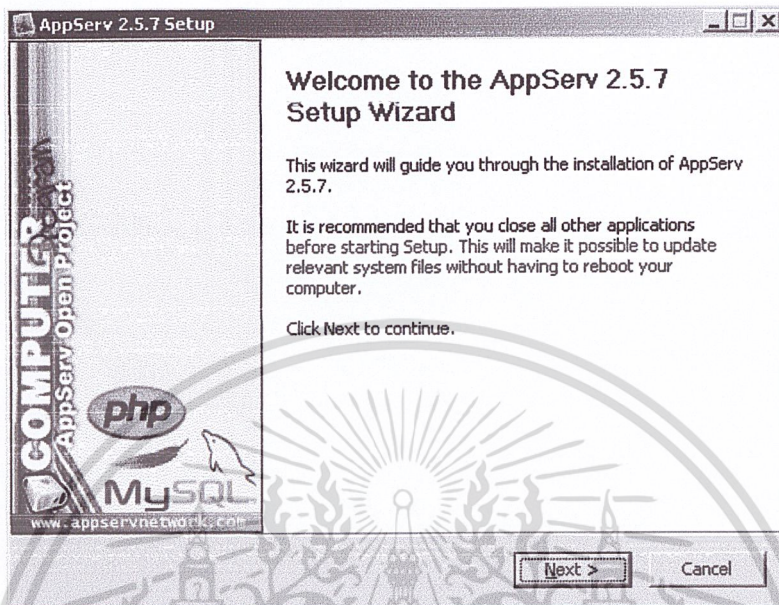 AppServ 2.5.7 Setup
Welcome to the AppServ 2.5.7
Setup Wizard
This wizard will guide you through the installation of AppServ
2.5.7.
It is recommended that you close all other applications
before starting Setup. This will make it possible to update
relevant system files without having to reboot your
computer.
Click Next to continue.
COMPUTER
AppServ Open Project
php
MySQL
www.appservnetwork.com
Next >
Cancel